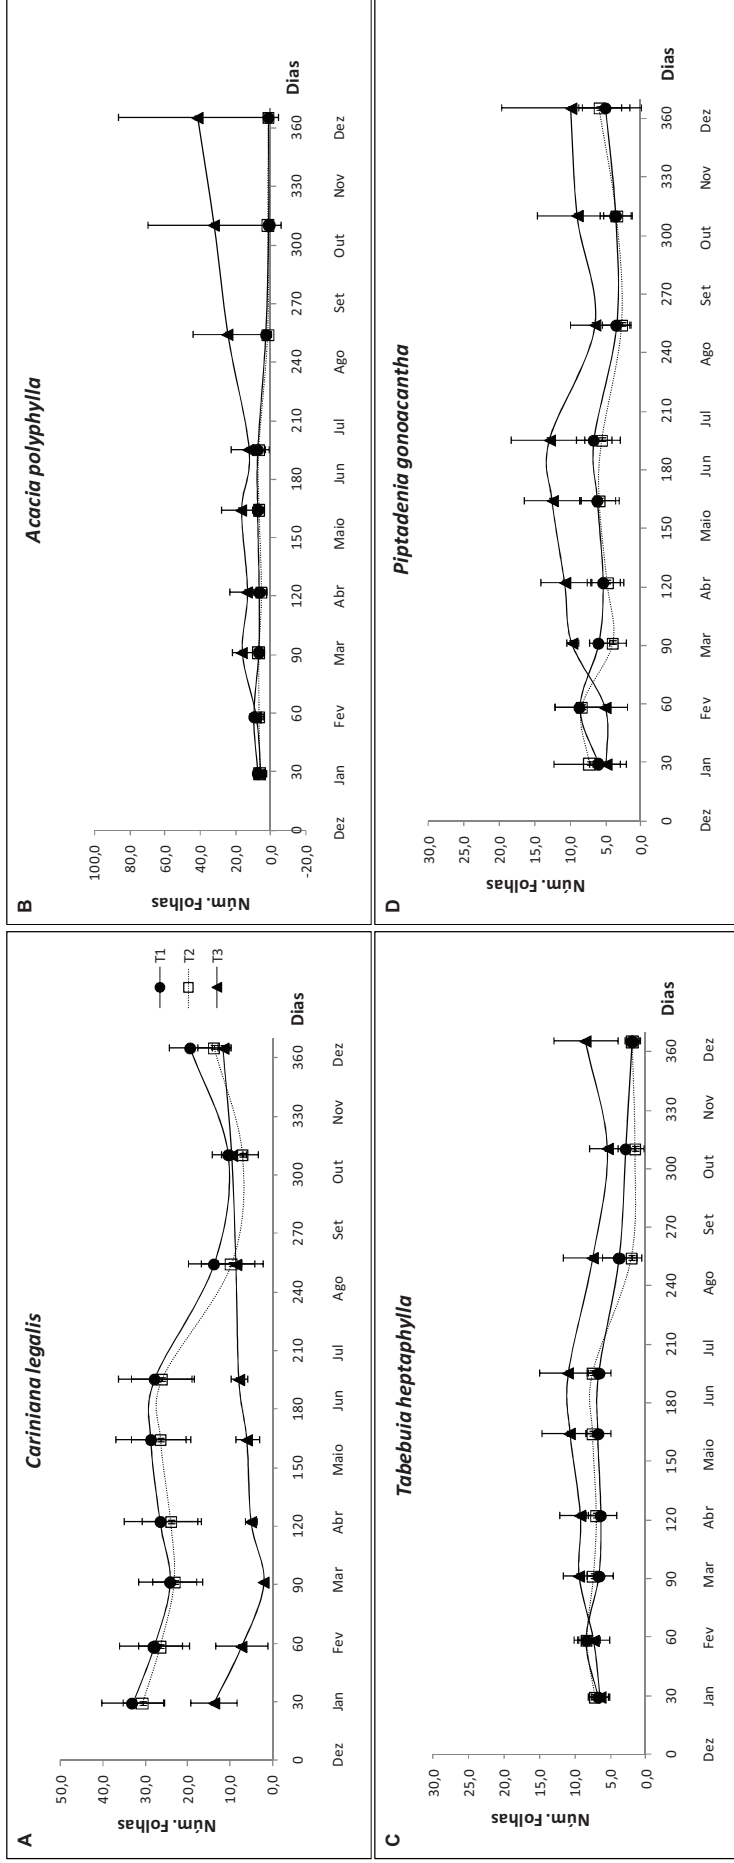 A
Cariniana legalis
Núm. Folhas
50,0
40,0
30,0
20,0
10,0
0,0
0 30 60 90 120 150 180 210 240 270 300 330 360
Dez Jan Fev Mar Abr Maio Jun Jul Ago Set Out Nov Dez
Dias
T1
T2
T3
B
Acacia polyphylla
Núm. Folhas
100,0
80,0
60,0
40,0
20,0
0,0
-20,0
0 30 60 90 120 150 180 210 240 270 300 330 360
Dez Jan Fev Mar Abr Maio Jun Jul Ago Set Out Nov Dez
Dias
C
Tabebuia heptaphylla
Núm. Folhas
30,0
25,0
20,0
15,0
10,0
5,0
0,0
0 30 60 90 120 150 180 210 240 270 300 330 360
Dez Jan Fev Mar Abr Maio Jun Jul Ago Set Out Nov Dez
Dias
D
Piptadenia gonoacantha
Núm. Folhas
30,0
25,0
20,0
15,0
10,0
5,0
0,0
0 30 60 90 120 150 180 210 240 270 300 330 360
Dez Jan Fev Mar Abr Maio Jun Jul Ago Set Out Nov Dez
Dias